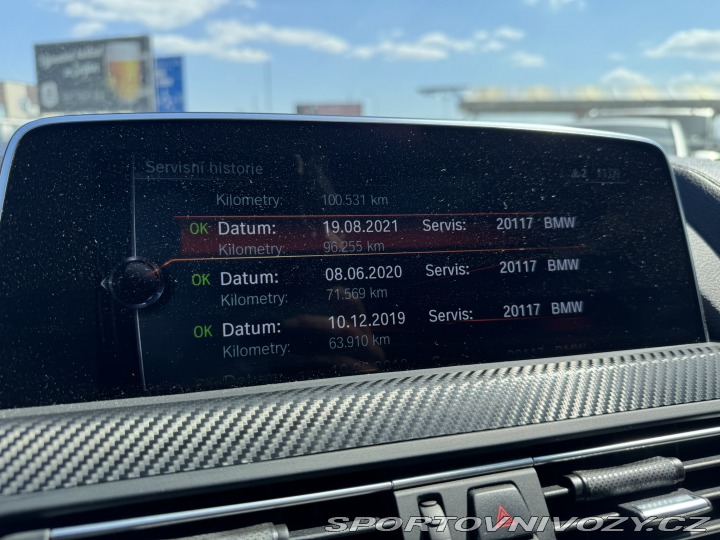 Servisní historie
Kilometry: 100.531 km
OK Datum: 19.08.2021 Servis: 20117 BMW
Kilometry: 96.255 km
OK Datum: 08.06.2020 Servis: 20117 BMW
Kilometry: 71.569 km
OK Datum: 10.12.2019 Servis: 20117 BMW
Kilometry: 63.910 km
20117 BMW
SPORTOVNIVOZY.CZ